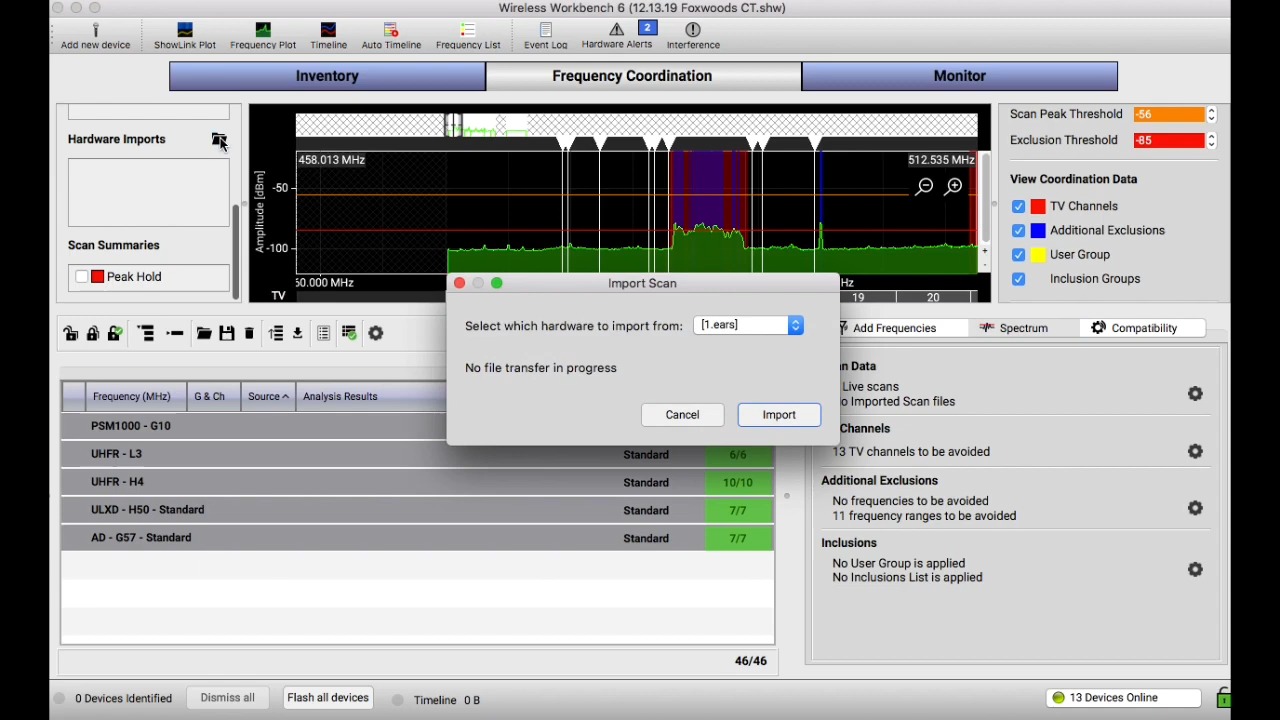 Wireless Workbench 6 (12.13.19 Foxwoods CT.shw)
Add new device
ShowLink Plot
Frequency Plot
Timeline
Auto Timeline
Frequency List
Event Log
Hardware Alerts
2
Interference
Inventory
Frequency Coordination
Monitor
Hardware Imports
Scan Summaries
Peak Hold
458.013 MHz
512.535 MHz
Amplitude [dBm]
-50
-100
+
-
60.000 MHz
Hz
TV
19
20
Scan Peak Threshold
-56
Exclusion Threshold
-85
View Coordination Data
TV Channels
Additional Exclusions
User Group
Inclusion Groups
Import Scan
Select which hardware to import from:
[1.ears]
No file transfer in progress
Cancel
Import
Add Frequencies
Spectrum
Compatibility
Frequency (MHz)
G & Ch
Source
Analysis Results
PSM1000 - G10
UHFR - L3
Standard
6/6
UHFR - H4
Standard
10/10
ULXD - H50 - Standard
Standard
7/7
AD - G57 - Standard
Standard
7/7
46/46
n Data
Live scans
o Imported Scan files
Channels
13 TV channels to be avoided
Additional Exclusions
No frequencies to be avoided
11 frequency ranges to be avoided
Inclusions
No User Group is applied
No Inclusions List is applied
0 Devices Identified
Dismiss all
Flash all devices
Timeline
0 B
13 Devices Online